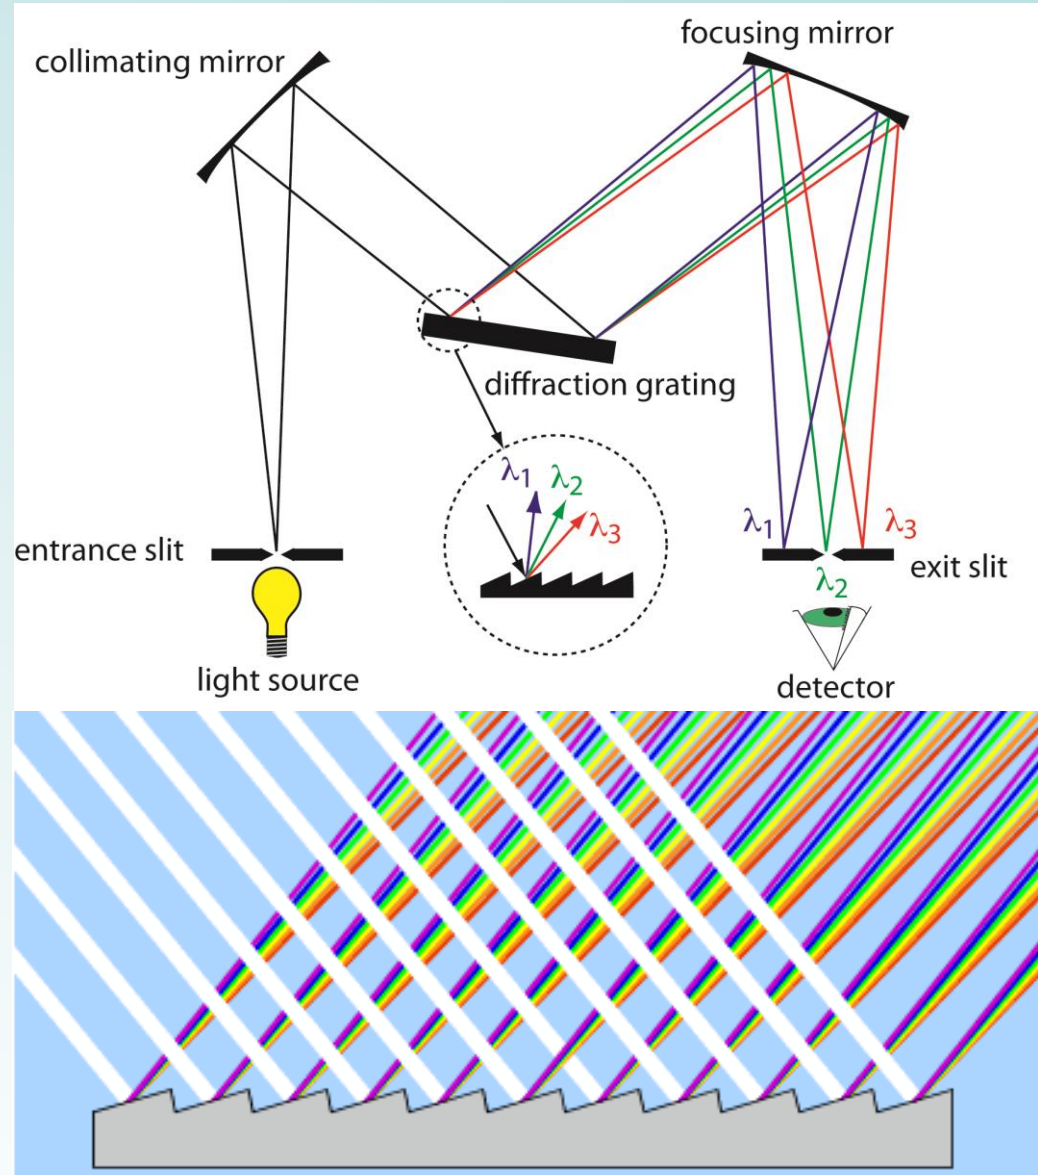 focusing mirror
collimating mirror
diffraction grating
λ1
λ2
λ3
λ1
λ3
entrance slit
exit slit
λ2
light source
detector